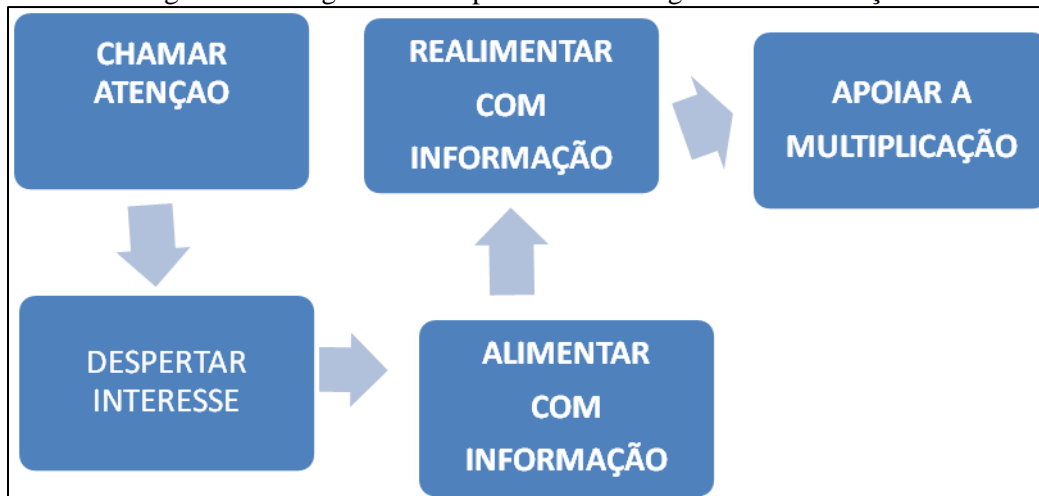 CHAMAR
ATENÇAO
DESPERTAR
INTERESSE
ALIMENTAR
COM
INFORMAÇÃO
REALIMENTAR
COM
INFORMAÇÃO
APOIAR A
MULTIPLICAÇÃO